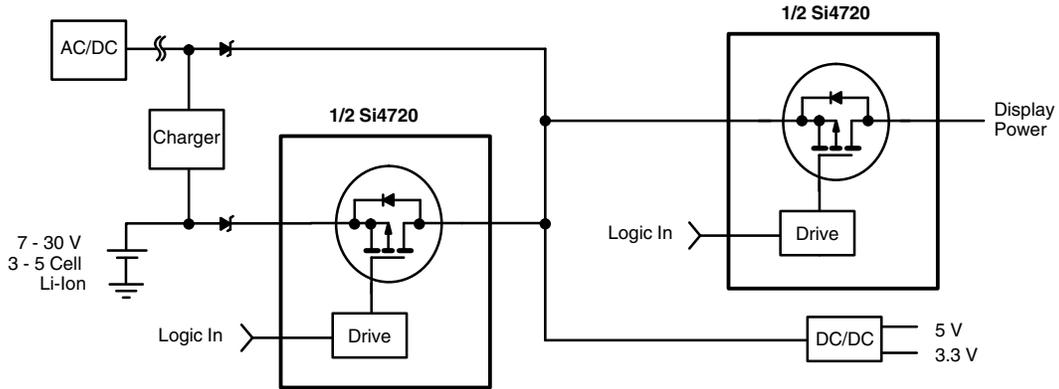 1/2 Si4720
AC/DC
Charger
1/2 Si4720
Display
Power
7 - 30 V
3 - 5 Cell
Li-Ion
Logic In
Drive
Logic In
Drive
DC/DC
5 V
3.3 V